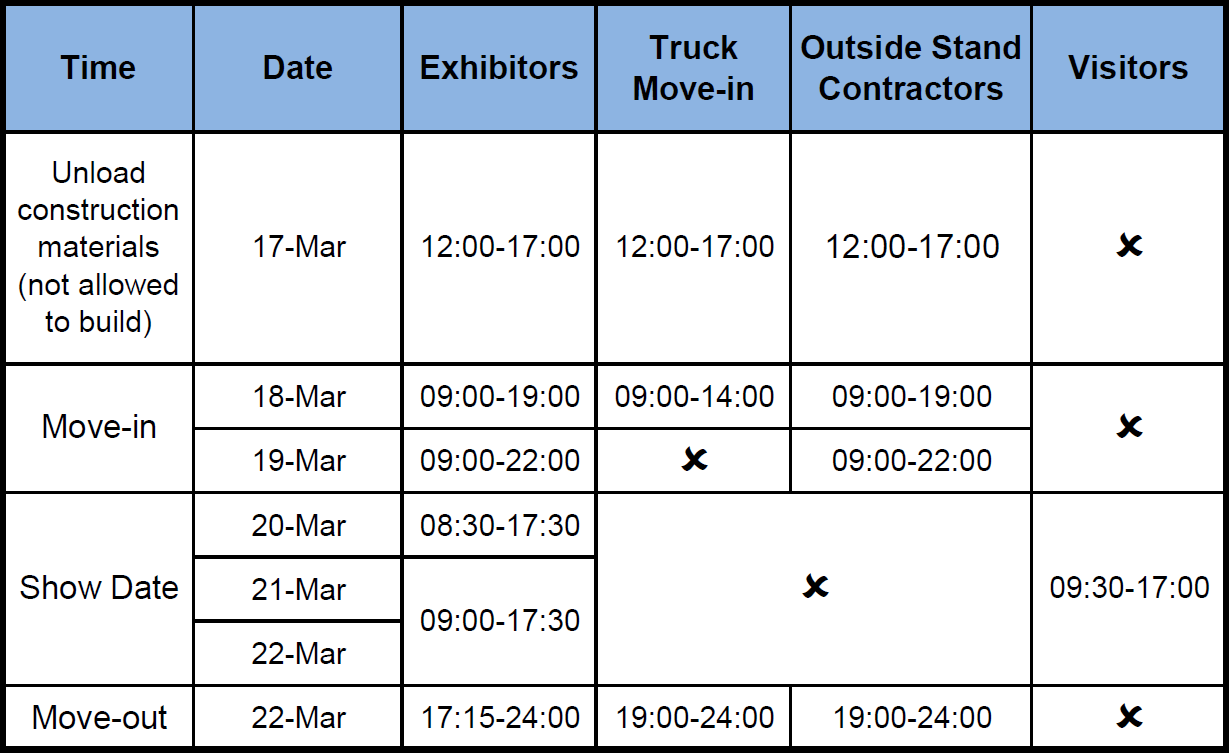 Time Date Exhibitors Truck Move-in Outside Stand Contractors Visitors
Unload
construction
materials
(not allowed
to build)
17-Mar 12:00-17:00 12:00-17:00 12:00-17:00 ✘
Move-in
18-Mar 09:00-19:00 09:00-14:00 09:00-19:00 ✘
19-Mar 09:00-22:00 ✘ 09:00-22:00
Show Date
20-Mar 08:30-17:30
21-Mar ✘ 09:30-17:00
09:00-17:30
22-Mar
Move-out 22-Mar 17:15-24:00 19:00-24:00 19:00-24:00 ✘